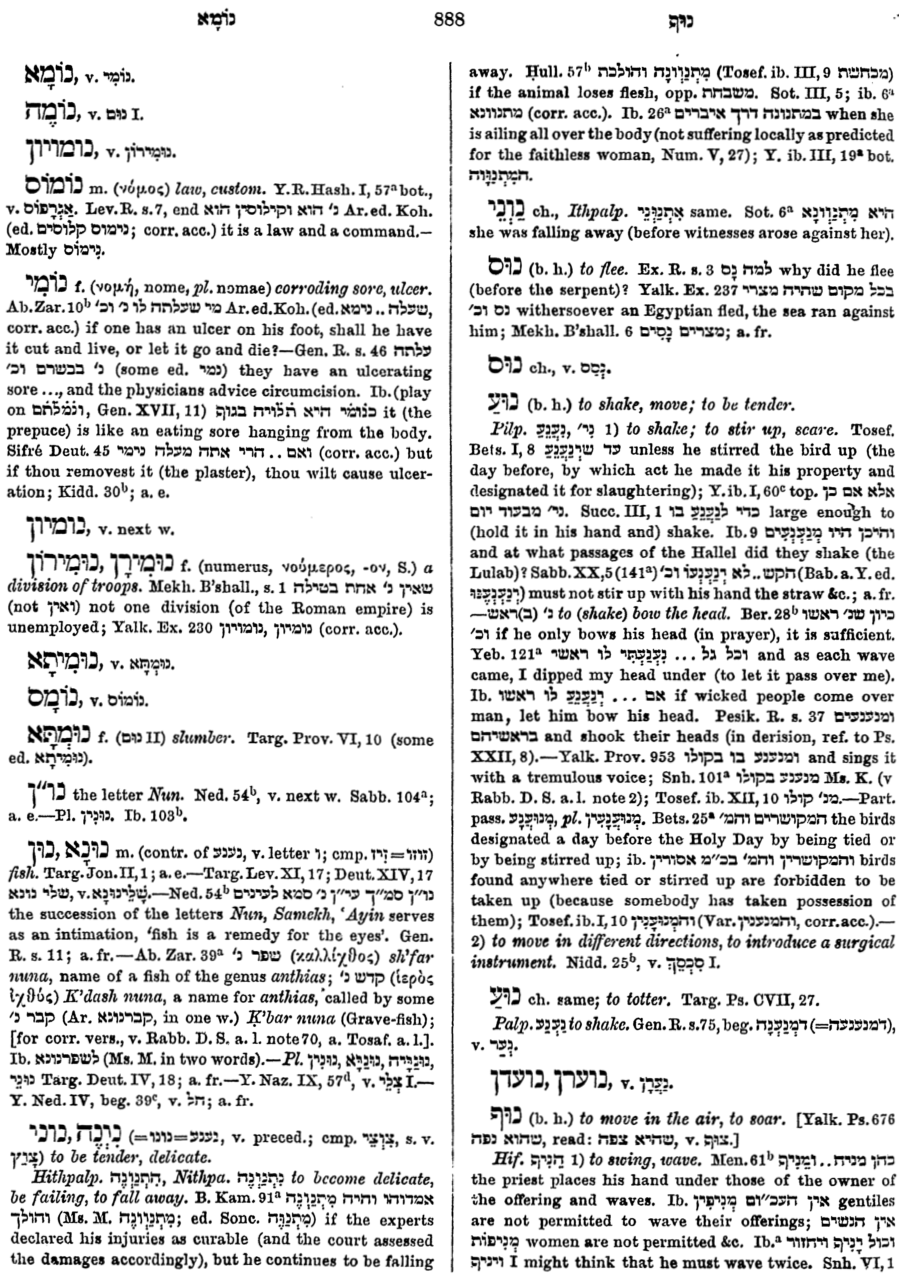 נוֹמָא 888 נוּף
נוֹמָא, v. נוֹמֵי.
נוֹמֶה, v. נוּם I.
נומריון, v. נוּמִירוֹן.
נוֹמוֹס m. (νόμος) law, custom. Y.R.Hash. I, 57ª bot.,
v. אַגְרָפוֹס. Lev. R. s. 7, end נ׳ הוא וקילוסין הוא Ar. ed. Koh.
(ed. נימוס קלוסים; corr. acc.) it is a law and a command.—
Mostly נִימוֹס.
נוֹמֵי f. (νομή, nome, pl. nomae) corroding sore, ulcer.
Ab. Zar. 10ᵇ מי שעלתה לו נ׳ וכ׳ Ar. ed. Koh. (ed. שעלה .. נימא,
corr. acc.) if one has an ulcer on his foot, shall he have
it cut and live, or let it go and die?—Gen. R. s. 46 עלתה
נ׳ בבשרם וכ׳ (some ed. נמי) they have an ulcerating
sore ..., and the physicians advice circumcision. Ib. (play
on ונמלתם, Gen. XVII, 11) כנומי היא תלויה בגוף it (the
prepuce) is like an eating sore hanging from the body.
Sifré Deut. 45 ואם .. הרי אתה מעלה נימי (corr. acc.) but
if thou removest it (the plaster), thou wilt cause ulcer-
ation; Kidd. 30ᵇ; a. e.
נומיון, v. next w.
נוּמִירָן, נוּמִירוֹן f. (numerus, νούμερος, -ον, S.) a
division of troops. Mekh. B'shall., s. 1 שאין נ׳ אחת בטילה
(not ואין) not one division (of the Roman empire) is
unemployed; Yalk. Ex. 230 נומיון, נומויון (corr. acc.).
נוּמִיתָא, v. נוּמְתָּא.
נוֹמָס, v. נוֹמוֹס.
נוּמְתָא f. (נוּם II) slumber. Targ. Prov. VI, 10 (some
ed. נוּמִיתָא).
נוּ״ן the letter Nun. Ned. 54ᵇ, v. next w. Sabb. 104ª;
a. e.—Pl. נוּנִין. Ib. 103ᵇ.
נוּנָא, נוּן m. (contr. of נענע, v. letter ו; cmp. זִיז=זוזו)
fish. Targ. Jon. II, 1; a. e.—Targ. Lev. XI, 17; Deut. XIV, 17
שלי נונא, v. שָׁלֵינוּנָא.—Ned. 54ᵇ נו״ן סמ״ך עי״ן נ׳ סמא לעינים
the succession of the letters Nun, Samekh, 'Ayin serves
as an intimation, 'fish is a remedy for the eyes'. Gen.
R. s. 11; a. fr.—Ab. Zar. 39ª שפר נ׳ (καλλίχθος) sh'far
nuna, name of a fish of the genus anthias; קדש נ׳ (ἱερὸς
ἰχθύς) K'dash nuna, a name for anthias, called by some
קבר נ׳ (Ar. קברנונא, in one w.) Ḳ'bar nuna (Grave-fish);
[for corr. vers., v. Rabb. D. S. a. l. note 70, a. Tosaf. a. l.].
Ib. לשפרנונא (Ms. M. in two words).—Pl. נוּנַיָּיה, נוּנַיָּא, נוּנִין,
נוּנֵי Targ. Deut. IV, 18; a. fr.—Y. Naz. IX, 57ᵈ, v. צְלֵי I.—
Y. Ned. IV, beg. 39ᶜ, v. חל; a. fr.
נִוְנֶה, נוני (=נונו=נענע, v. preced.; cmp. צְוָצֵי, s. v.
צִרָץ) to be tender, delicate.
Hithpalp. הִתְנַוְנֶה, Nithpa. נִתְנַוְנֶה to become delicate,
be failing, to fall away. B. Kam. 91ª אמדוהו והיה מִתְנַוְנֶה
והולך (Ms. M. מִתְנַוְונֶה; ed. Sonc. מִתְנַוֶּה) if the experts
declared his injuries as curable (and the court assessed
the damages accordingly), but he continues to be falling
away. Ḥull. 57ᵇ מִתְנַוְונָה והולכת (Tosef. ib. III, 9 מכחשת)
if the animal loses flesh, opp. משבחת. Sot. III, 5; ib. 6ª
מתנוונא (corr. acc.). Ib. 26ª במתנונה דרך איברים when she
is ailing all over the body (not suffering locally as predicted
for the faithless woman, Num. V, 27); Y. ib. III, 19ª bot.
המתנַוָּוה.
נַוְנֵי ch., Ithpalp. אִתְנַוְנֵי same. Sot. 6ª היא מִתְנַוְונָא
she was falling away (before witnesses arose against her).
נוּס (b. h.) to flee. Ex. R. s. 3 למה נָס why did he flee
(before the serpent)? Yalk. Ex. 237 בכל מקום שהיה מצרי
נס וכ׳ withersoever an Egyptian fled, the sea ran against
him; Mekh. B'shall. 6 מצרים נָסִים; a. fr.
נוּס ch., v. נְסַס.
נוּעַ (b. h.) to shake, move; to be tender.
Pilp. נִעְנֵעַ, נִי׳ 1) to shake; to stir up, scare. Tosef.
Bets. I, 8 עד שֶׁיְנַעֲנֵעַ unless he stirred the bird up (the
day before, by which act he made it his property and
designated it for slaughtering); Y. ib. I, 60ᶜ top. אלא אם כן
נִי׳ מבעוד יום. Succ. III, 1 כדי לְנַעְנֵעַ בו large enough to
(hold it in his hand and) shake. Ib. 9 והיכן היו מְנַעְנְעִים
and at what passages of the Hallel did they shake (the
Lulab)? Sabb. XX, 5 (141ª) הקש..לא יְנַעְנְעוֹ וכ׳ (Bab. a. Y. ed.
יְנַעְנְעֶנּוּ) must not stir up with his hand the straw &c.; a. fr.
—נ׳ (ב)ראש to (shake) bow the head. Ber. 28ᵇ כיון שנ׳ ראשו
וכ׳ if he only bows his head (in prayer), it is sufficient.
Yeb. 121ª וכל גל ... נִעְנַעְתִּי לו ראשי and as each wave
came, I dipped my head under (to let it pass over me).
Ib. אם ... יְנַעְנֵעַ לו ראשו if wicked people come over
man, let him bow his head. Pesik. R. s. 37 ומנענעים
בראשיהם and shook their heads (in derision, ref. to Ps.
XXII, 8).—Yalk. Prov. 953 ומנענע בו בקולו and sings it
with a tremulous voice; Snh. 101ª מנענע בקולו Ms. K. (v
Rabb. D. S. a. l. note 2); Tosef. ib. XII, 10 מנ׳ קולו.—Part.
pass. מְנוּעְנָע, pl. מְנוּעְנָעִין. Bets. 25ª המקושרים והמ׳ the birds
designated a day before the Holy Day by being tied or
by being stirred up; ib. והמקושרין והמ׳ בכ״מ אסורין birds
found anywhere tied or stirred up are forbidden to be
taken up (because somebody has taken possession of
them); Tosef. ib. I, 10 והמנוענין (Var. והמנענעין, corr. acc.).—
2) to move in different directions, to introduce a surgical
instrument. Nidd. 25ᵇ, v. סִכְסֵךְ I.
נוּעַ ch. same; to totter. Targ. Ps. CVII, 27.
Palp. נַעְנַע to shake. Gen. R. s. 75, beg. דמְנַעְנָה (=דמנענעה),
v. נְעַר.
נוערן, נועדן, v. נַעֲרָן.
נוּף (b. h.) to move in the air, to soar. [Yalk. Ps. 676
שהוא נפה, read: שהיא צפה, v. צוּף.]
Hif. הֵנִיף 1) to swing, wave. Men. 61ᵇ כהן מניח .. ומֵנִיף
the priest places his hand under those of the owner of
the offering and waves. Ib. אין העכ״ום מְנִיפִין gentiles
are not permitted to wave their offerings; אין הנשים
מְנִיפוֹת women are not permitted &c. Ib.ª יכול יָנִיף ויחזור
ויניף I might think that he must wave twice. Snh. VI, 1